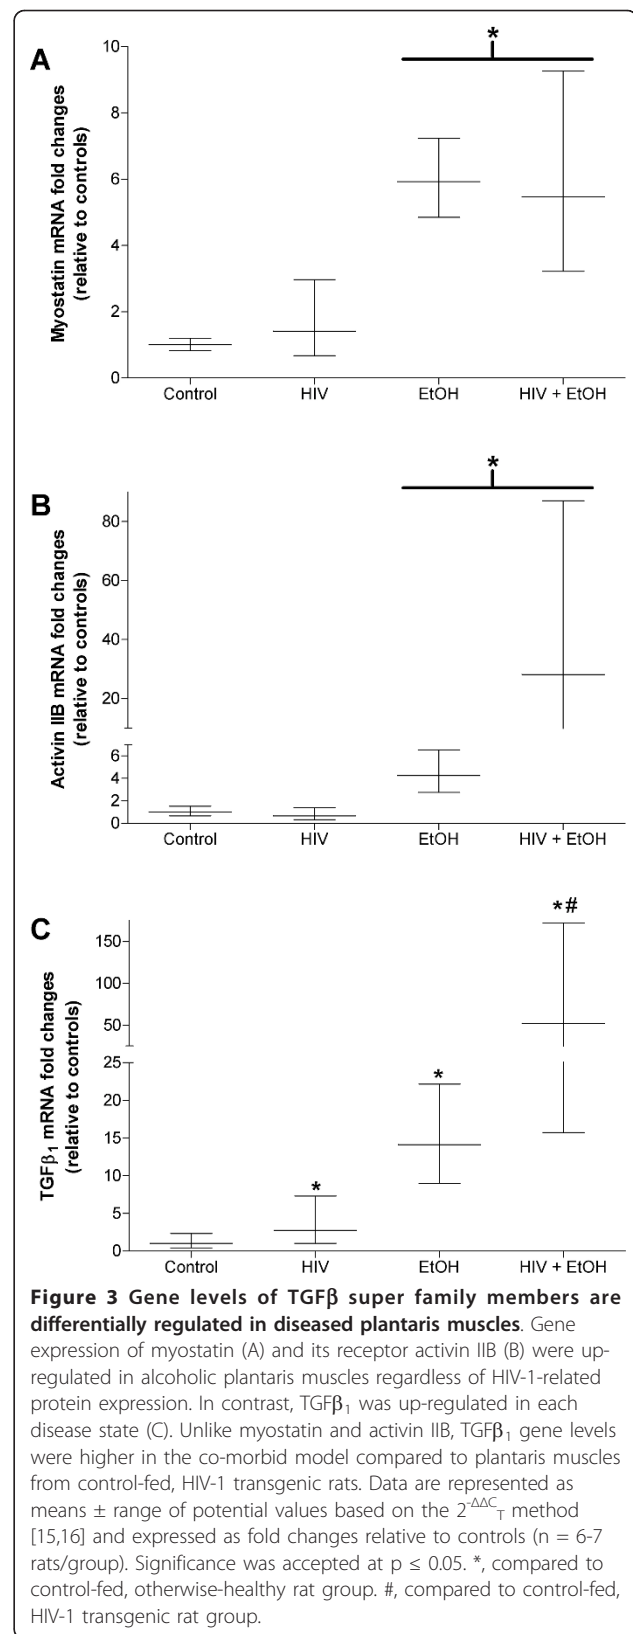 A
*
Myostatin mRNA fold changes
(relative to controls)
10
8
6
4
2
0
Control HIV EtOH HIV + EtOH
B
*
Activin IIB mRNA fold changes
(relative to controls)
80
60
40
20
6
4
2
0
Control HIV EtOH HIV + EtOH
C
*#
*
*
TGFβ₁ mRNA fold changes
(relative to controls)
150
100
50
25
20
15
10
5
0
Control HIV EtOH HIV + EtOH
Figure 3 Gene levels of TGFβ super family members are
differentially regulated in diseased plantaris muscles. Gene
expression of myostatin (A) and its receptor activin IIB (B) were up-
regulated in alcoholic plantaris muscles regardless of HIV-1-related
protein expression. In contrast, TGFβ₁ was up-regulated in each
disease state (C). Unlike myostatin and activin IIB, TGFβ₁ gene levels
were higher in the co-morbid model compared to plantaris muscles
from control-fed, HIV-1 transgenic rats. Data are represented as
means ± range of potential values based on the 2^-ΔΔC_T method
[15,16] and expressed as fold changes relative to controls (n = 6-7
rats/group). Significance was accepted at p ≤ 0.05. *, compared to
control-fed, otherwise-healthy rat group. #, compared to control-fed,
HIV-1 transgenic rat group.